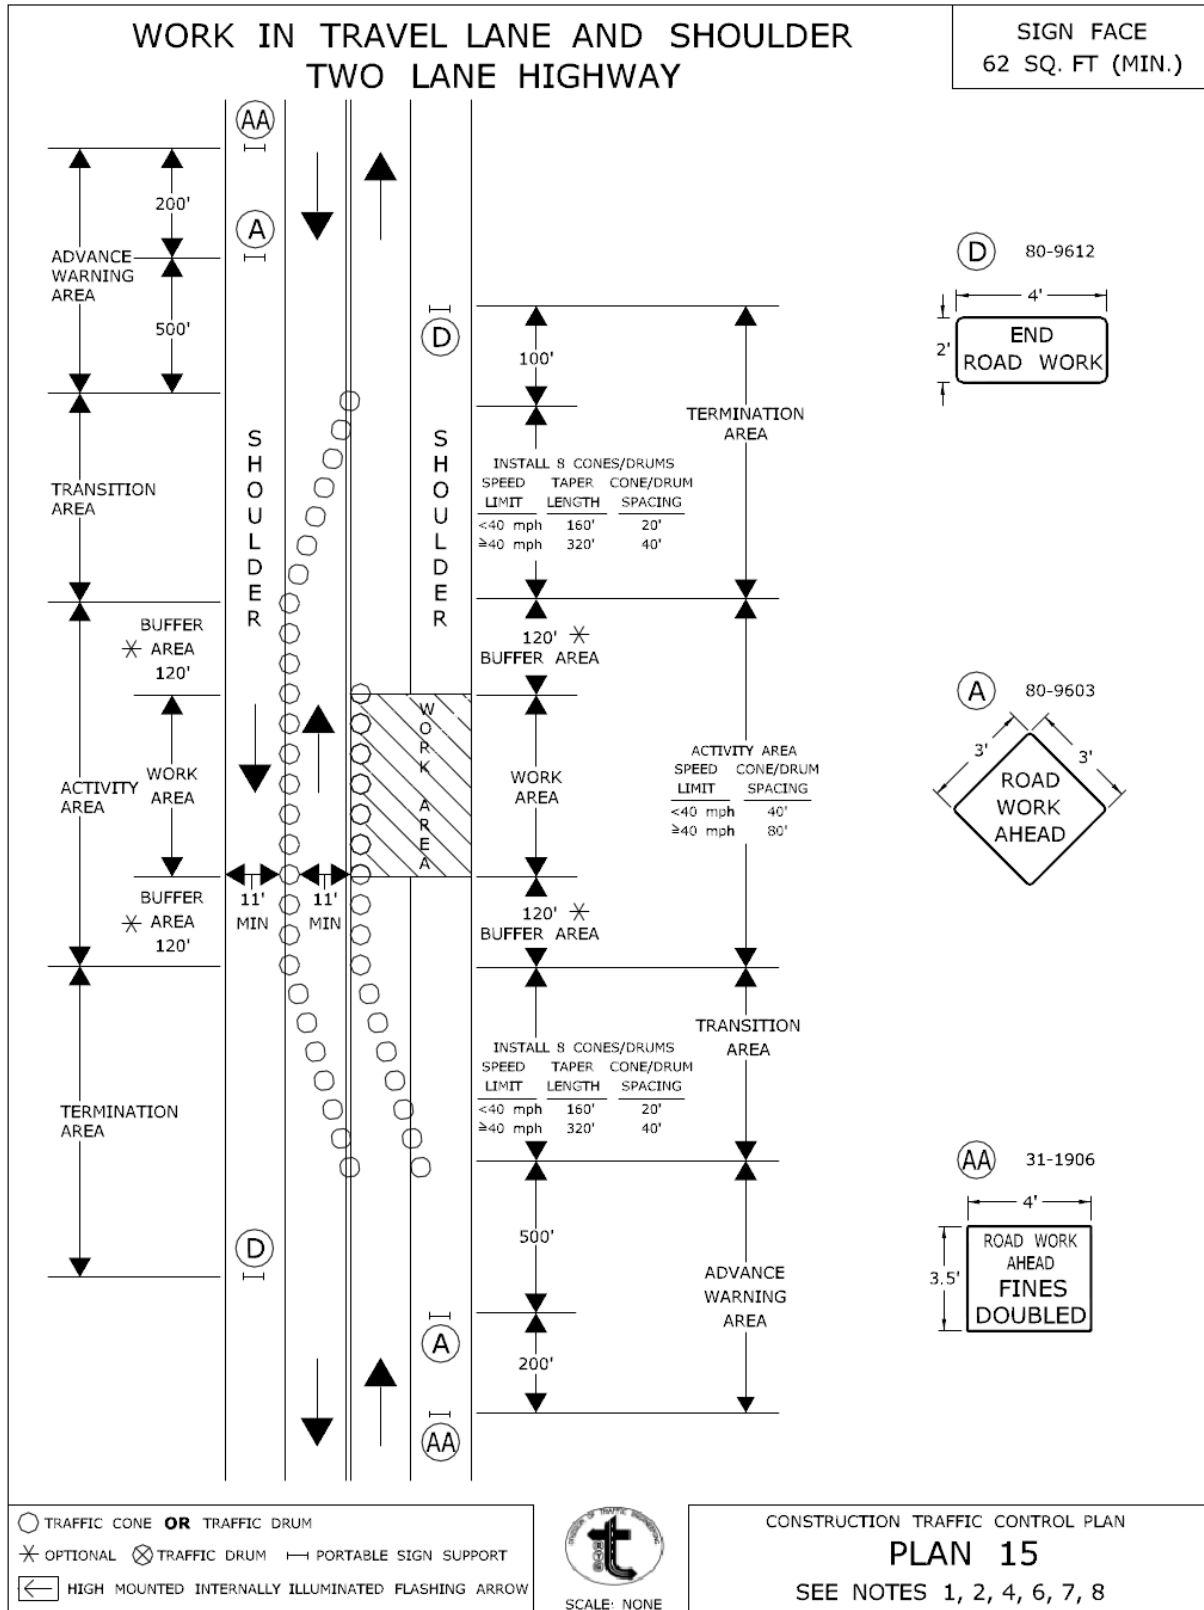 WORK IN TRAVEL LANE AND SHOULDER
TWO LANE HIGHWAY
SIGN FACE
62 SQ. FT (MIN.)
AA
200'
A
ADVANCE
WARNING
AREA
500'
D
100'
TERMINATION
AREA
D 80-9612
4'
2'
END
ROAD WORK
SHOULDER
SHOULDER
TRANSITION
AREA
INSTALL 8 CONES/DRUMS
SPEED TAPER CONE/DRUM
LIMIT LENGTH SPACING
<40 mph 160' 20'
≥40 mph 320' 40'
BUFFER
* AREA
120'
120' *
BUFFER AREA
WORK AREA
ACTIVITY
AREA
WORK
AREA
WORK
AREA
ACTIVITY AREA
SPEED CONE/DRUM
LIMIT SPACING
<40 mph 40'
≥40 mph 80'
A 80-9603
3' 3'
ROAD
WORK
AHEAD
11' 11'
MIN MIN
BUFFER
* AREA
120'
120' *
BUFFER AREA
TRANSITION
AREA
INSTALL 8 CONES/DRUMS
SPEED TAPER CONE/DRUM
LIMIT LENGTH SPACING
<40 mph 160' 20'
≥40 mph 320' 40'
TERMINATION
AREA
AA 31-1906
4'
3.5'
ROAD WORK
AHEAD
FINES
DOUBLED
D
500'
ADVANCE
WARNING
AREA
A
200'
AA
TRAFFIC CONE OR TRAFFIC DRUM
* OPTIONAL TRAFFIC DRUM PORTABLE SIGN SUPPORT
HIGH MOUNTED INTERNALLY ILLUMINATED FLASHING ARROW
DIVISION OF TRAFFIC ENGINEERING
SCALE: NONE
CONSTRUCTION TRAFFIC CONTROL PLAN
PLAN 15
SEE NOTES 1, 2, 4, 6, 7, 8